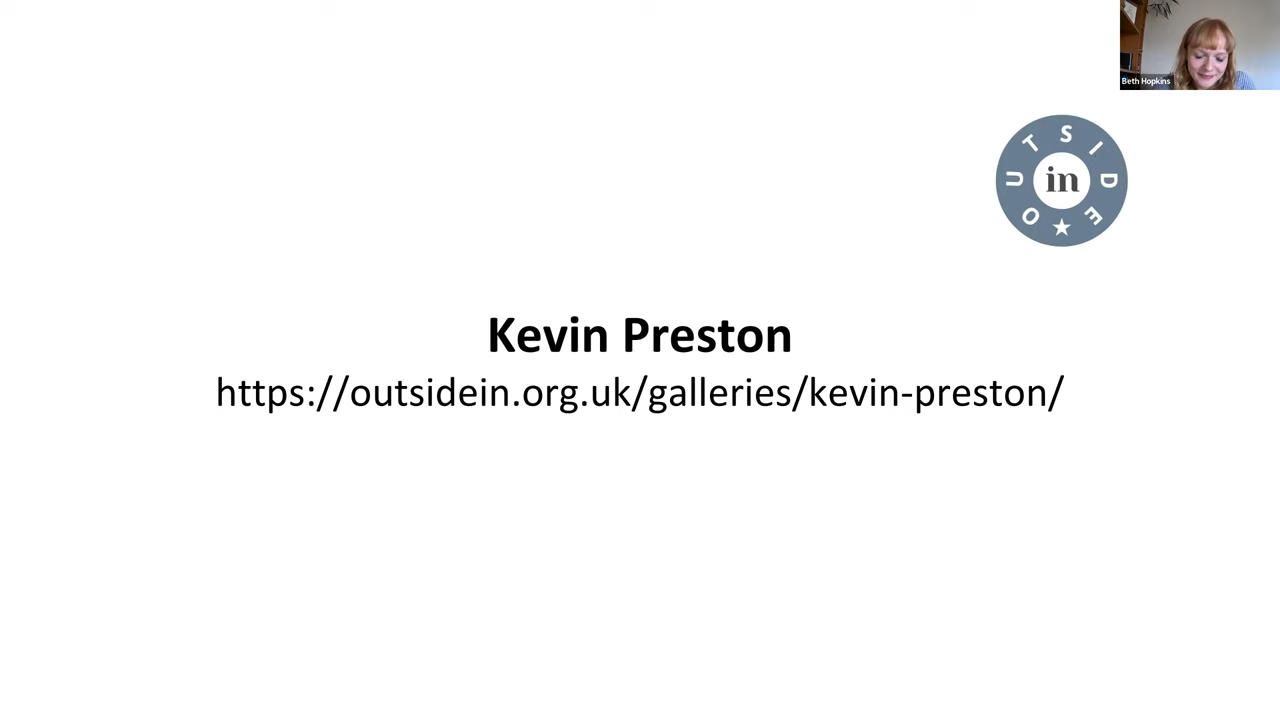 Beth Hopkins
OUTSIDE
in
Kevin Preston
https://outsidein.org.uk/galleries/kevin-preston/